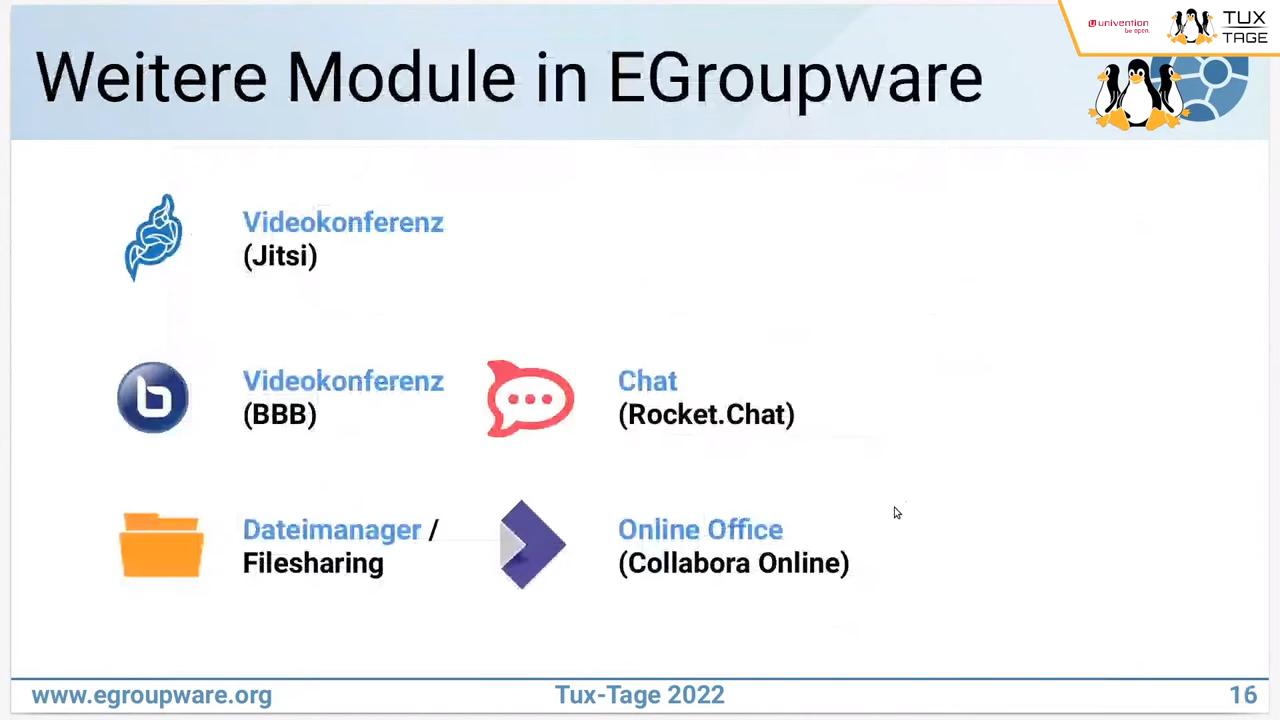 Weitere Module in EGroupware
univention
be open.
TUX
TAGE
Videokonferenz
(Jitsi)
Videokonferenz
(BBB)
Chat
(Rocket.Chat)
Dateimanager /
Filesharing
Online Office
(Collabora Online)
www.egroupware.org
Tux-Tage 2022
16